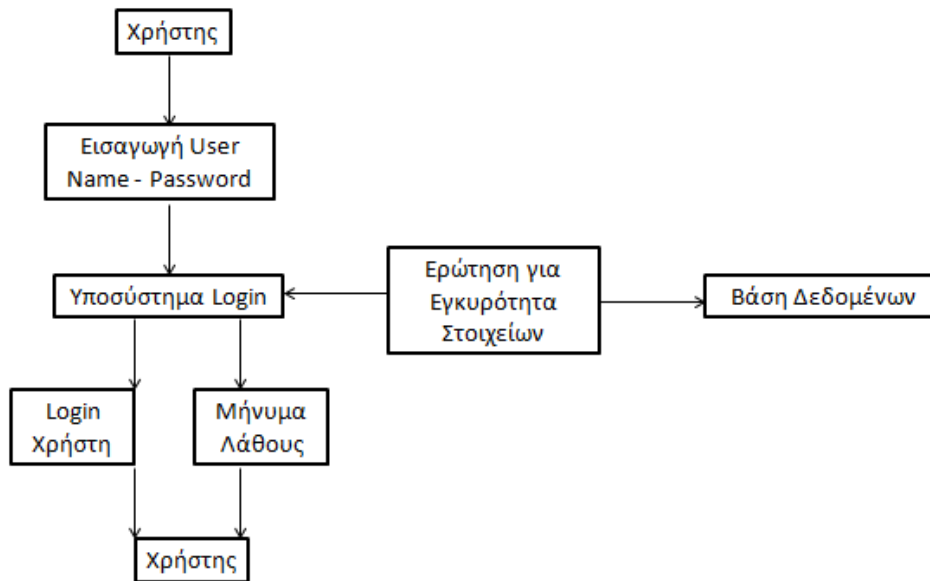 Χρήστης
Εισαγωγή User
Name - Password
Υποσύστημα Login
Ερώτηση για
Εγκυρότητα
Στοιχείων
Βάση Δεδομένων
Login
Χρήστη
Μήνυμα
Λάθους
Χρήστης